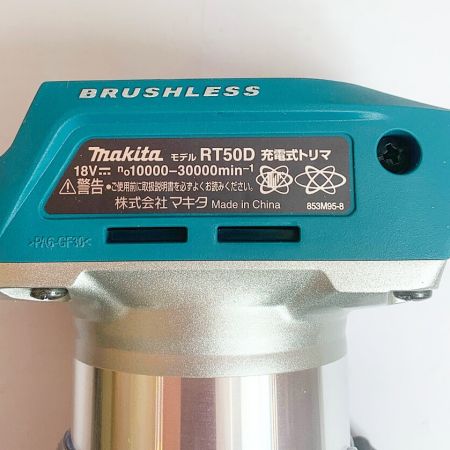 BRUSHLESS
makita モデル RT50D 充電式トリマ
18V⎓ n₀10000–30000min⁻¹
⚠警告 ●ご使用前に取扱説明書を必ずよくお読みください。
株式会社マキタ Made in China
853M95-8
>PA6-GF30<